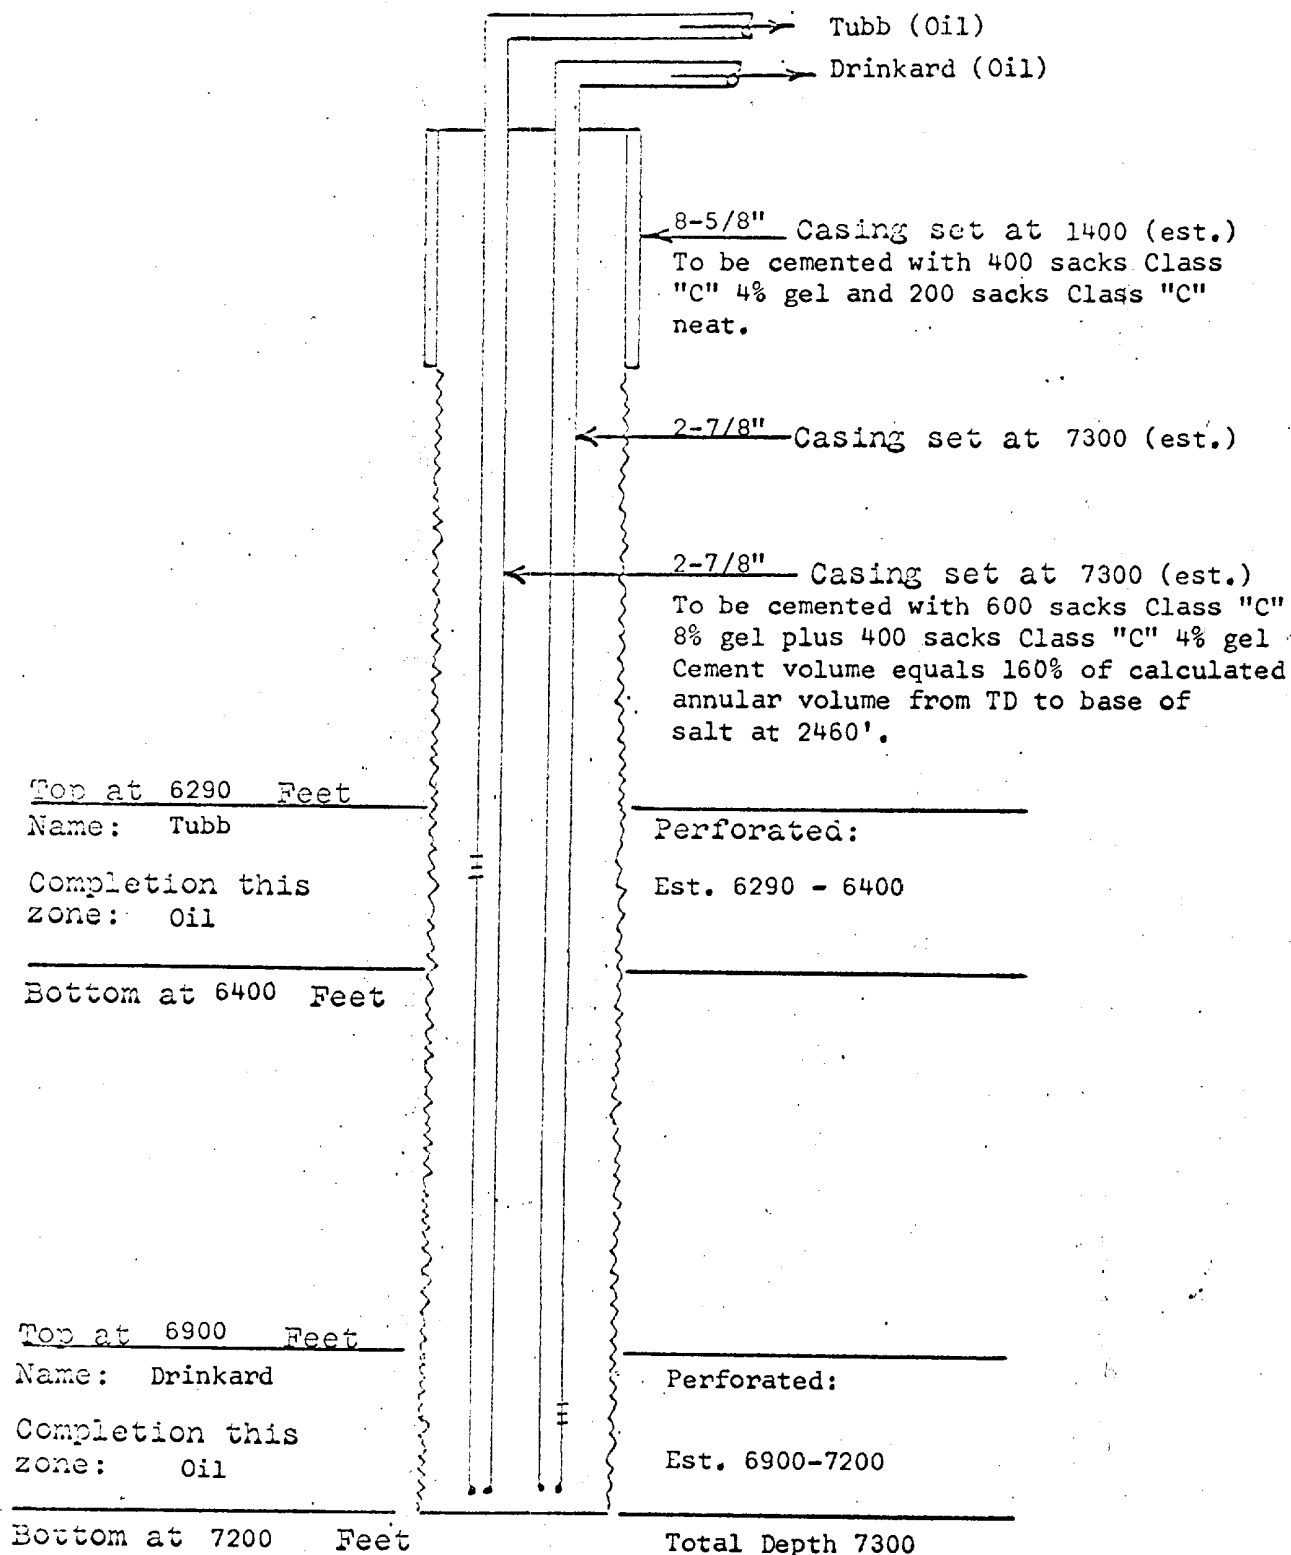 Tubb (Oil)
Drinkard (Oil)
8-5/8" Casing set at 1400 (est.)
To be cemented with 400 sacks Class
"C" 4% gel and 200 sacks Class "C"
neat.
2-7/8" Casing set at 7300 (est.)
2-7/8" Casing set at 7300 (est.)
To be cemented with 600 sacks Class "C"
8% gel plus 400 sacks Class "C" 4% gel
Cement volume equals 160% of calculated
annular volume from TD to base of
salt at 2460'.
Top at 6290 Feet
Name: Tubb
Perforated:
Completion this
zone: Oil
Est. 6290 - 6400
Bottom at 6400 Feet
Top at 6900 Feet
Name: Drinkard
Perforated:
Completion this
zone: Oil
Est. 6900-7200
Bottom at 7200 Feet
Total Depth 7300